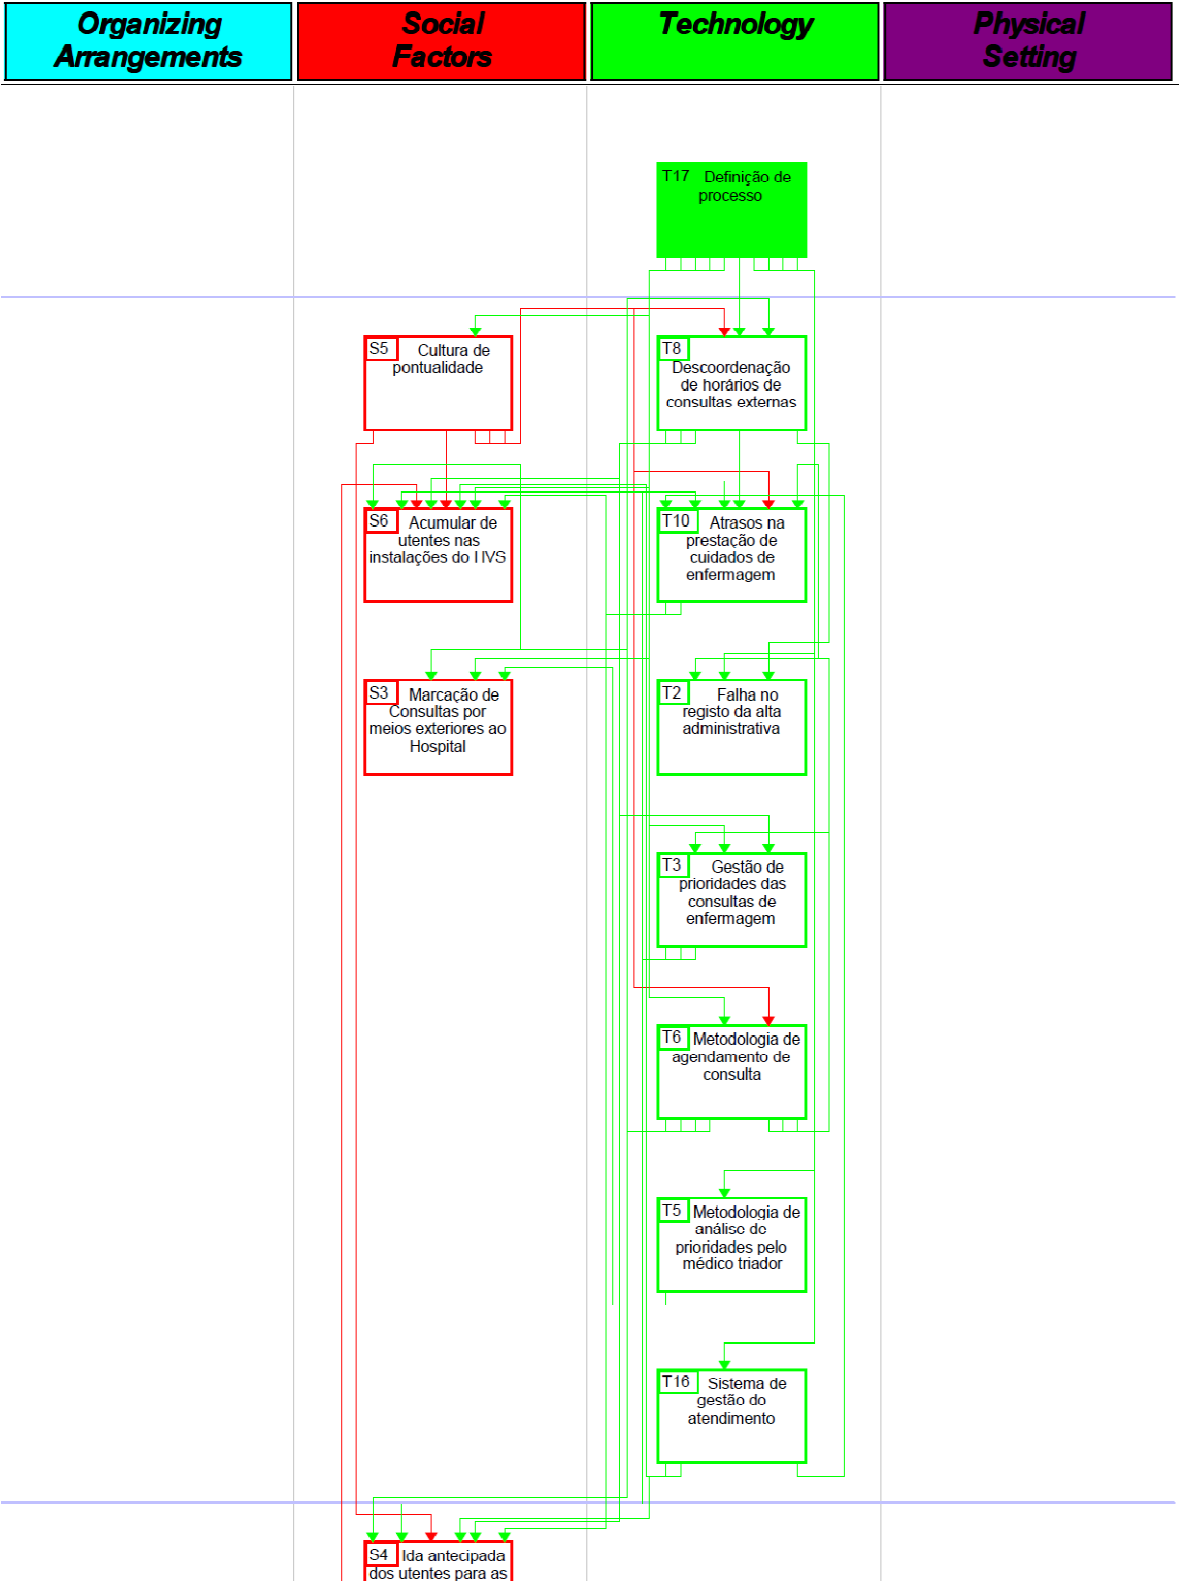 Organizing
Arrangements
Social
Factors
Technology
Physical
Setting
T17 Definição de
processo
S5 Cultura de
pontualidade
T8
Descoordenação
de horários de
consultas externas
S6 Acumular de
utentes nas
installações do HVS
T10 Atrasos na
prestação de
cuidados de
enfermagem
S3 Marcação de
Consultas por
meios exteriores ao
Hospital
T2 Falha no
registo da alta
administrativa
T3 Gestão de
prioridades das
consultas de
enfermagem
T6 Metodologia de
agendamento de
consulta
T5 Metodologia de
análise de
prioridades pelo
médico triador
T16 Sistema de
gestão do
atendimento
S4 Ida antecipada
dos utentes para as